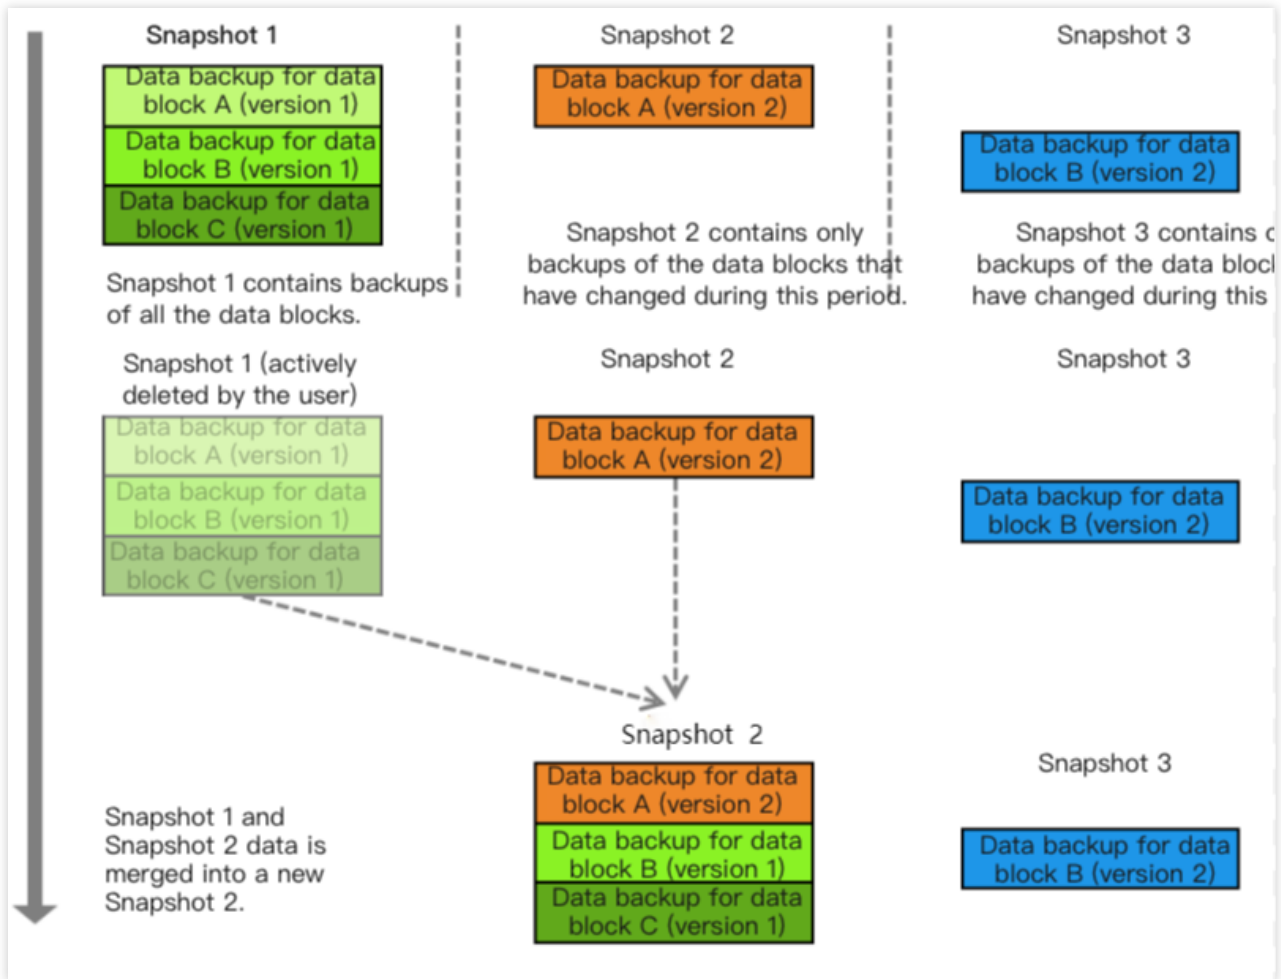 Snapshot 1
Data backup for data
block A (version 1)
Data backup for data
block B (version 1)
Data backup for data
block C (version 1)
Snapshot 1 contains backups
of all the data blocks.
Snapshot 2
Data backup for data
block A (version 2)
Snapshot 2 contains only
backups of the data blocks that
have changed during this period.
Snapshot 3
Data backup for data
block B (version 2)
Snapshot 3 contains
backups of the data
have changed during this
Snapshot 1 (actively
deleted by the user)
Data backup for data
block A (version 1)
Data backup for data
block B (version 1)
Data backup for data
block C (version 1)
Snapshot 2
Data backup for data
block A (version 2)
Snapshot 3
Data backup for data
block B (version 2)
Snapshot 1 and
Snapshot 2 data is
merged into a new
Snapshot 2.
Snapshot 2
Data backup for data
block A (version 2)
Data backup for data
block B (version 1)
Data backup for data
block C (version 1)
Snapshot 3
Data backup for data
block B (version 2)